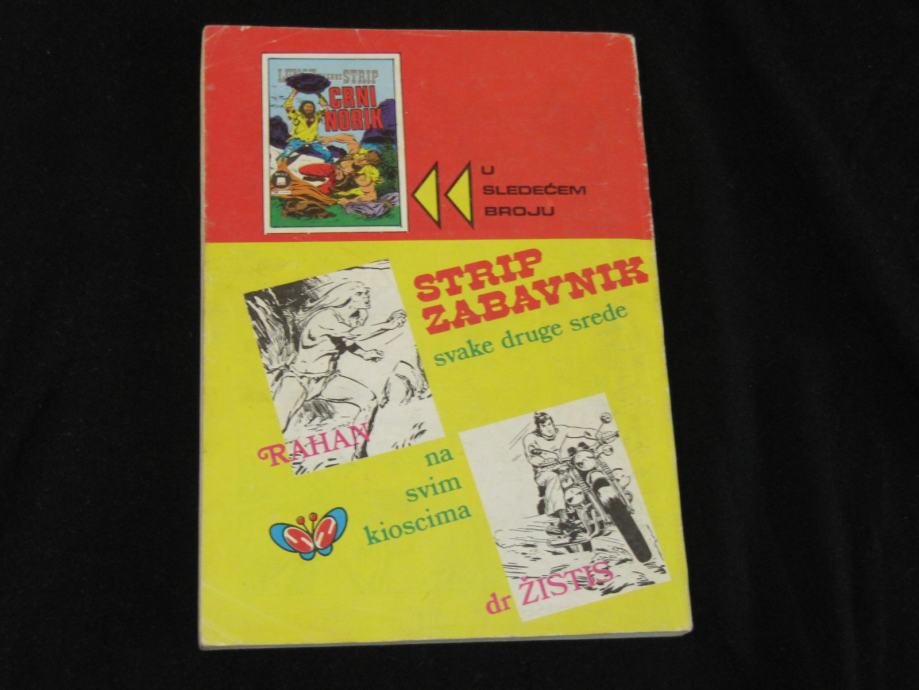 STRIP
CRNI
NORIK
U
SLEDEĆEM
BROJU
STRIP
ZABAVNIK
svake druge srede
RAHAN
na
svim
kioscima
dr ŽISTIS